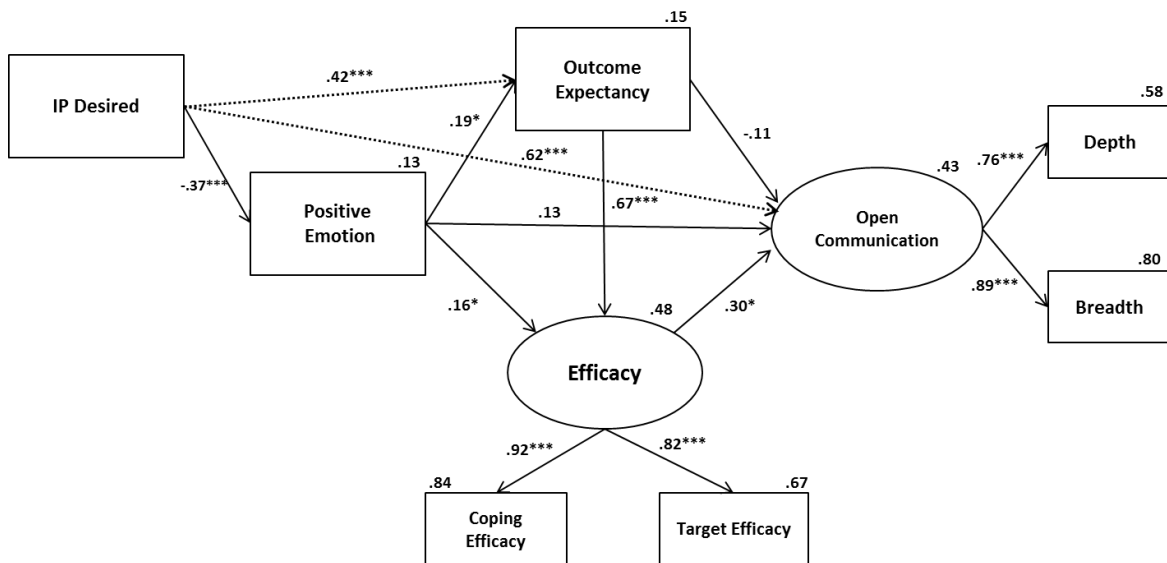 .15
IP Desired
.42***
Outcome
Expectancy
.58
.19*
-.11
Depth
.13
.62***
.43
.76***
-.37***
Positive
Emotion
.13
.67***
Open
Communication
.80
.16*
.48
.30*
.89***
Breadth
Efficacy
.92***
.82***
.84
.67
Coping
Efficacy
Target Efficacy